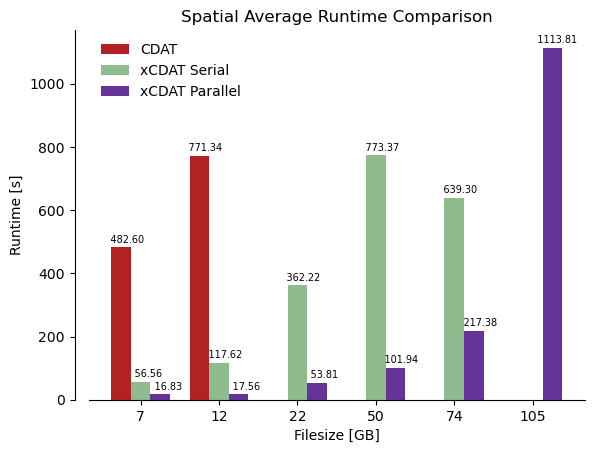 Spatial Average Runtime Comparison
CDAT
xCDAT Serial
xCDAT Parallel
Runtime [s]
1000
800
600
400
200
0
482.60
56.56
16.83
771.34
117.62
17.56
362.22
53.81
773.37
101.94
639.30
217.38
1113.81
7 12 22 50 74 105
Filesize [GB]